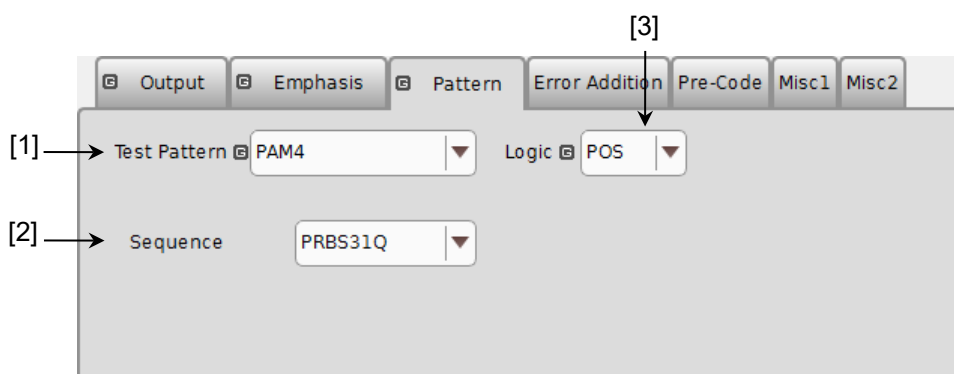 [3]
G Output G Emphasis G Pattern Error Addition Pre-Code Misc1 Misc2
[1] Test Pattern G PAM4 Logic G POS
[2] Sequence PRBS31Q